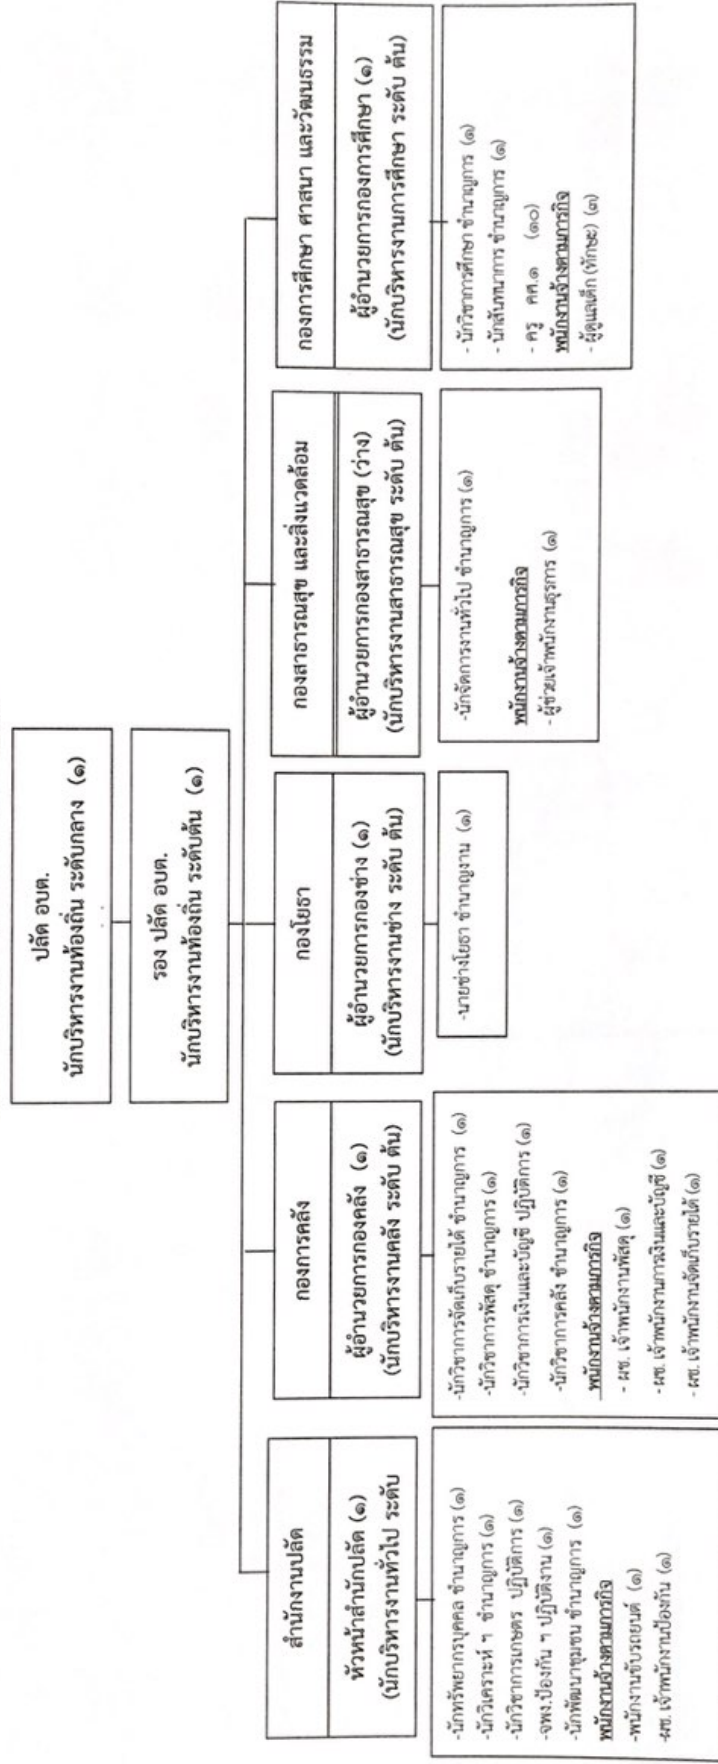 ปลัด อบต.
นักบริหารงานท้องถิ่น ระดับกลาง (๑)
รอง ปลัด อบต.
นักบริหารงานท้องถิ่น ระดับต้น (๑)
สำนักงานปลัด
หัวหน้าสำนักปลัด (๑)
(นักบริหารงานทั่วไป ระดับ
-นักทรัพยากรบุคคล ชำนาญการ (๑)
-นักวิเคราะห์ ฯ ชำนาญการ (๑)
-นักวิชาการเกษตร ปฏิบัติการ (๑)
-จพง.ป้องกัน ฯ ปฏิบัติงาน (๑)
-นักพัฒนาชุมชน ชำนาญการ (๑)
พนักงานจ้างตามภารกิจ
-พนักงานขับรถยนต์ (๑)
-ผช. เจ้าพนักงานป้องกัน (๑)
กองการคลัง
ผู้อำนวยการกองคลัง (๑)
(นักบริหารงานคลัง ระดับ ต้น)
-นักวิชาการจัดเก็บรายได้ ชำนาญการ (๑)
-นักวิชาการพัสดุ ชำนาญการ (๑)
-นักวิชาการเงินและบัญชี ปฏิบัติการ (๑)
-นักวิชาการคลัง ชำนาญการ (๑)
พนักงานจ้างตามภารกิจ
- ผช. เจ้าพนักงานพัสดุ (๑)
- ผช. เจ้าพนักงานการเงินและบัญชี (๑)
- ผช. เจ้าพนักงานจัดเก็บรายได้ (๑)
กองโยธา
ผู้อำนวยการกองช่าง (๑)
(นักบริหารงานช่าง ระดับ ต้น)
-นายช่างโยธา ชำนาญงาน (๑)
กองสาธารณสุข และสิ่งแวดล้อม
ผู้อำนวยการกองสาธารณสุข (ว่าง)
(นักบริหารงานสาธารณสุข ระดับ ต้น)
-นักจัดการงานทั่วไป ชำนาญการ (๑)
พนักงานจ้างตามภารกิจ
- ผู้ช่วยเจ้าพนักงานธุรการ (๑)
กองการศึกษา ศาสนา และวัฒนธรรม
ผู้อำนวยการกองการศึกษา (๑)
(นักบริหารงานการศึกษา ระดับ ต้น)
- นักวิชาการศึกษา ชำนาญการ (๑)
- นักสันทนาการ ชำนาญการ (๑)
- ครู คศ.๑ (๑๐)
พนักงานจ้างตามภารกิจ
- ผู้ดูแลเด็ก (ทักษะ) (๓)